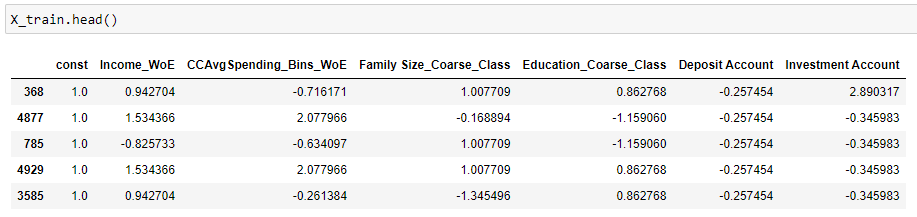 X_train.head()
const Income_WoE CCAvgSpending_Bins_WoE Family Size_Coarse_Class Education_Coarse_Class Deposit Account Investment Account
368 1.0 0.942704 -0.716171 1.007709 0.862768 -0.257454 2.890317
4877 1.0 1.534366 2.077966 -0.168894 -1.159060 -0.257454 -0.345983
785 1.0 -0.825733 -0.634097 1.007709 -1.159060 -0.257454 -0.345983
4929 1.0 1.534366 2.077966 1.007709 0.862768 -0.257454 -0.345983
3585 1.0 0.942704 -0.261384 -1.345496 0.862768 -0.257454 -0.345983